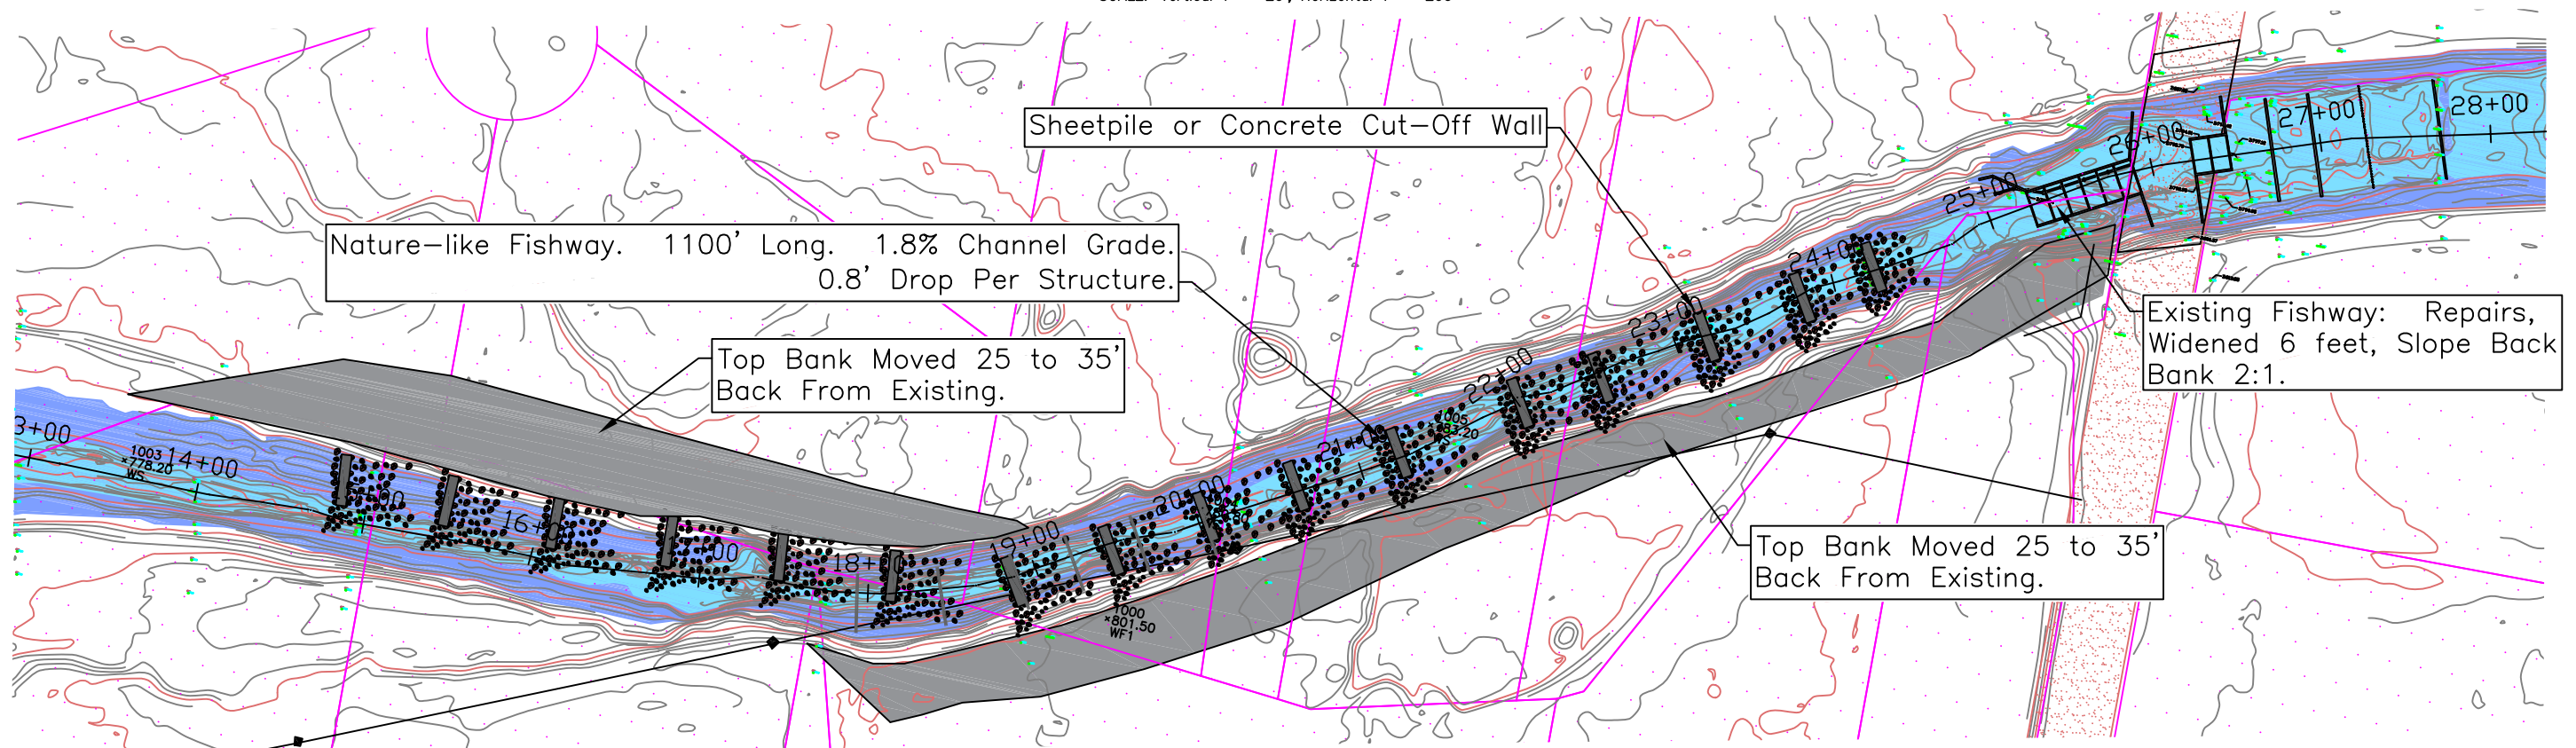 Sheetpile or Concrete Cut-Off Wall
28+00
27+00
26+00
25+00
Nature-like Fishway.  1100' Long.  1.8% Channel Grade.
0.8' Drop Per Structure.
24+00
23+00
Existing Fishway:  Repairs,
Widened 6 feet, Slope Back
Bank 2:1.
Top Bank Moved 25 to 35'
Back From Existing.
22+00
21+00
20+00
19+00
3+00
1003
×778.20
WS
14+00
16+00
18+00
1005
1000
×801.50
WF1
Top Bank Moved 25 to 35'
Back From Existing.